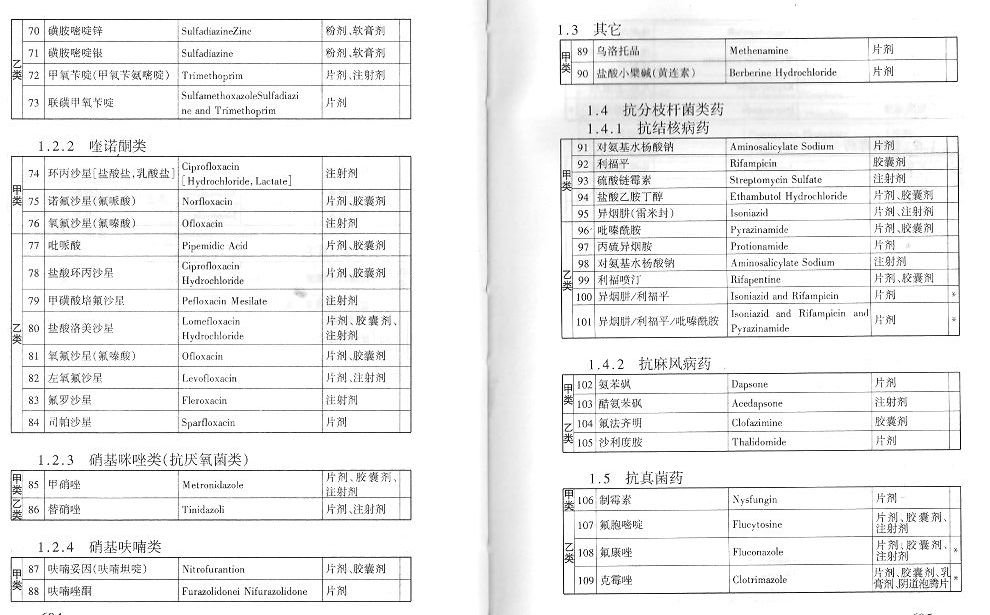 乙类
70 磺胺嘧啶锌 SulfadiazineZinc 粉剂、软膏剂
71 磺胺嘧啶银 Sulfadiazine 粉剂、软膏剂
72 甲氧苄啶(甲氧苄氨嘧啶) Trimethoprim 片剂、注射剂
73 联磺甲氧苄啶 SulfamethoxazoleSulfadiazi 片剂
ne and Trimethoprim
1.2.2 喹诺酮类
甲类
74 环丙沙星[盐酸盐,乳酸盐] Ciprofloxacin 注射剂
[Hydrochloride, Lactate]
75 诺氟沙星(氟哌酸) Norfloxacin 片剂、胶囊剂
76 氧氟沙星(氟嗪酸) Ofloxacin 注射剂
乙类
77 吡哌酸 Pipemidic Acid 片剂、胶囊剂
78 盐酸环丙沙星 Ciprofloxacin 片剂、胶囊剂
Hydrochloride
79 甲磺酸培氟沙星 Pefloxacin Mesilate 注射剂
80 盐酸洛美沙星 Lomefloxacin 片剂、胶囊剂、
Hydrochloride 注射剂
81 氧氟沙星(氟嗪酸) Ofloxacin 片剂、胶囊剂
82 左氧氟沙星 Levofloxacin 片剂、注射剂
83 氟罗沙星 Fleroxacin 注射剂
84 司帕沙星 Sparfloxacin 片剂
1.2.3 硝基咪唑类(抗厌氧菌类)
甲类
85 甲硝唑 Metronidazole 片剂、胶囊剂、
注射剂
乙类
86 替硝唑 Tinidazoli 片剂、注射剂
1.2.4 硝基呋喃类
甲类
87 呋喃妥因(呋喃坦啶) Nitrofurantion 片剂、胶囊剂
88 呋喃唑酮 Furazolidonei Nifurazolidone 片剂
1.3 其它
甲类
89 乌洛托品 Methenamine 片剂
90 盐酸小檗碱(黄连素) Berberine Hydrochloride 片剂
1.4 抗分枝杆菌类药
1.4.1 抗结核病药
甲类
91 对氨基水杨酸钠 Aminosalicylate Sodium 片剂
92 利福平 Rifampicin 胶囊剂
93 硫酸链霉素 Streptomycin Sulfate 注射剂
94 盐酸乙胺丁醇 Ethambutol Hydrochloride 片剂、胶囊剂
95 异烟肼(雷米封) Isoniazid 片剂、注射剂
乙类
96 吡嗪酰胺 Pyrazinamide 片剂、胶囊剂
97 丙硫异烟胺 Protionamide 片剂
98 对氨基水杨酸钠 Aminosalicylate Sodium 注射剂
99 利福喷汀 Rifapentine 片剂、胶囊剂
100 异烟肼/利福平 Isoniazid and Rifampicin 片剂 *
101 异烟肼/利福平/吡嗪酰胺 Isoniazid and Rifampicin and 片剂 *
Pyrazinamide
1.4.2 抗麻风病药
甲类
102 氨苯砜 Dapsone 片剂
103 醋氨苯砜 Acedapsone 注射剂
乙类
104 氟法齐明 Clofazimine 胶囊剂
105 沙利度胺 Thalidomide 片剂
1.5 抗真菌药
甲类
106 制霉素 Nysfungin 片剂
乙类
107 氟胞嘧啶 Flucytosine 片剂、胶囊剂、
注射剂
108 氟康唑 Fluconazole 片剂、胶囊剂、 *
注射剂
109 克霉唑 Clotrimazole 片剂、胶囊剂、乳 *
膏剂、阴道泡腾片